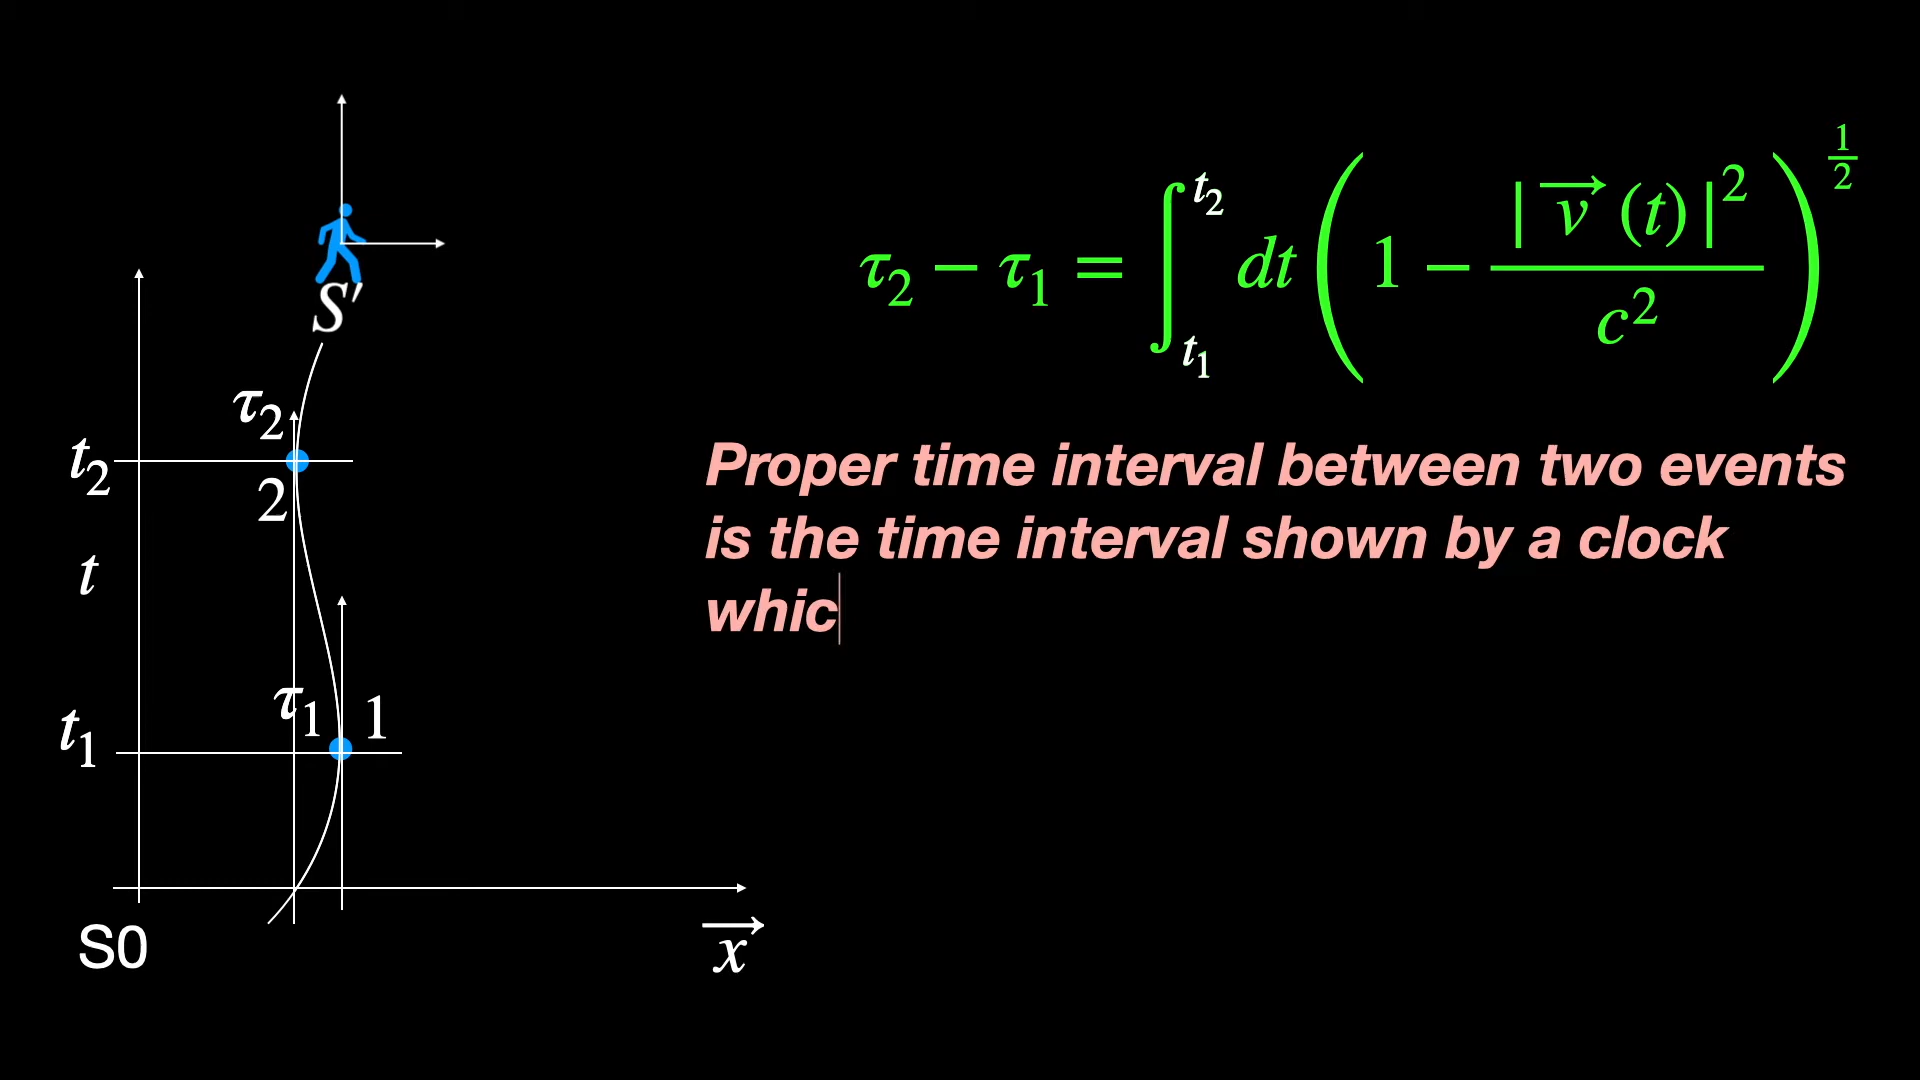 S′
τ₂
t₂
2
t
τ₁ 1
t₁
S0
x⃗
τ₂ − τ₁ = ∫_{t₁}^{t₂} dt ( 1 − |v⃗(t)|² / c² )^{1/2}
Proper time interval between two events
is the time interval shown by a clock
whic